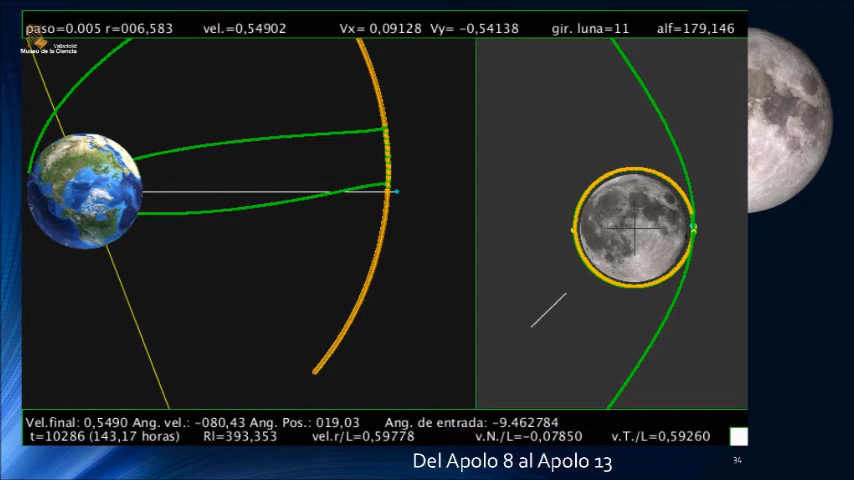 paso=0.005 r=006,583 vel.=0,54902 Vx= 0,09128 Vy= -0,54138 gir. luna=11 alf=179,146
Valladolid
Museo de la Ciencia
Vel.final: 0,5490 Ang. vel.: -080,43 Ang. Pos.: 019,03 Ang. de entrada: -9.462784
t=10286 (143,17 horas) Rl=393,353 vel.r/L=0,59778 v.N./L=-0,07850 v.T./L=0,59260
Del Apolo 8 al Apolo 13
34